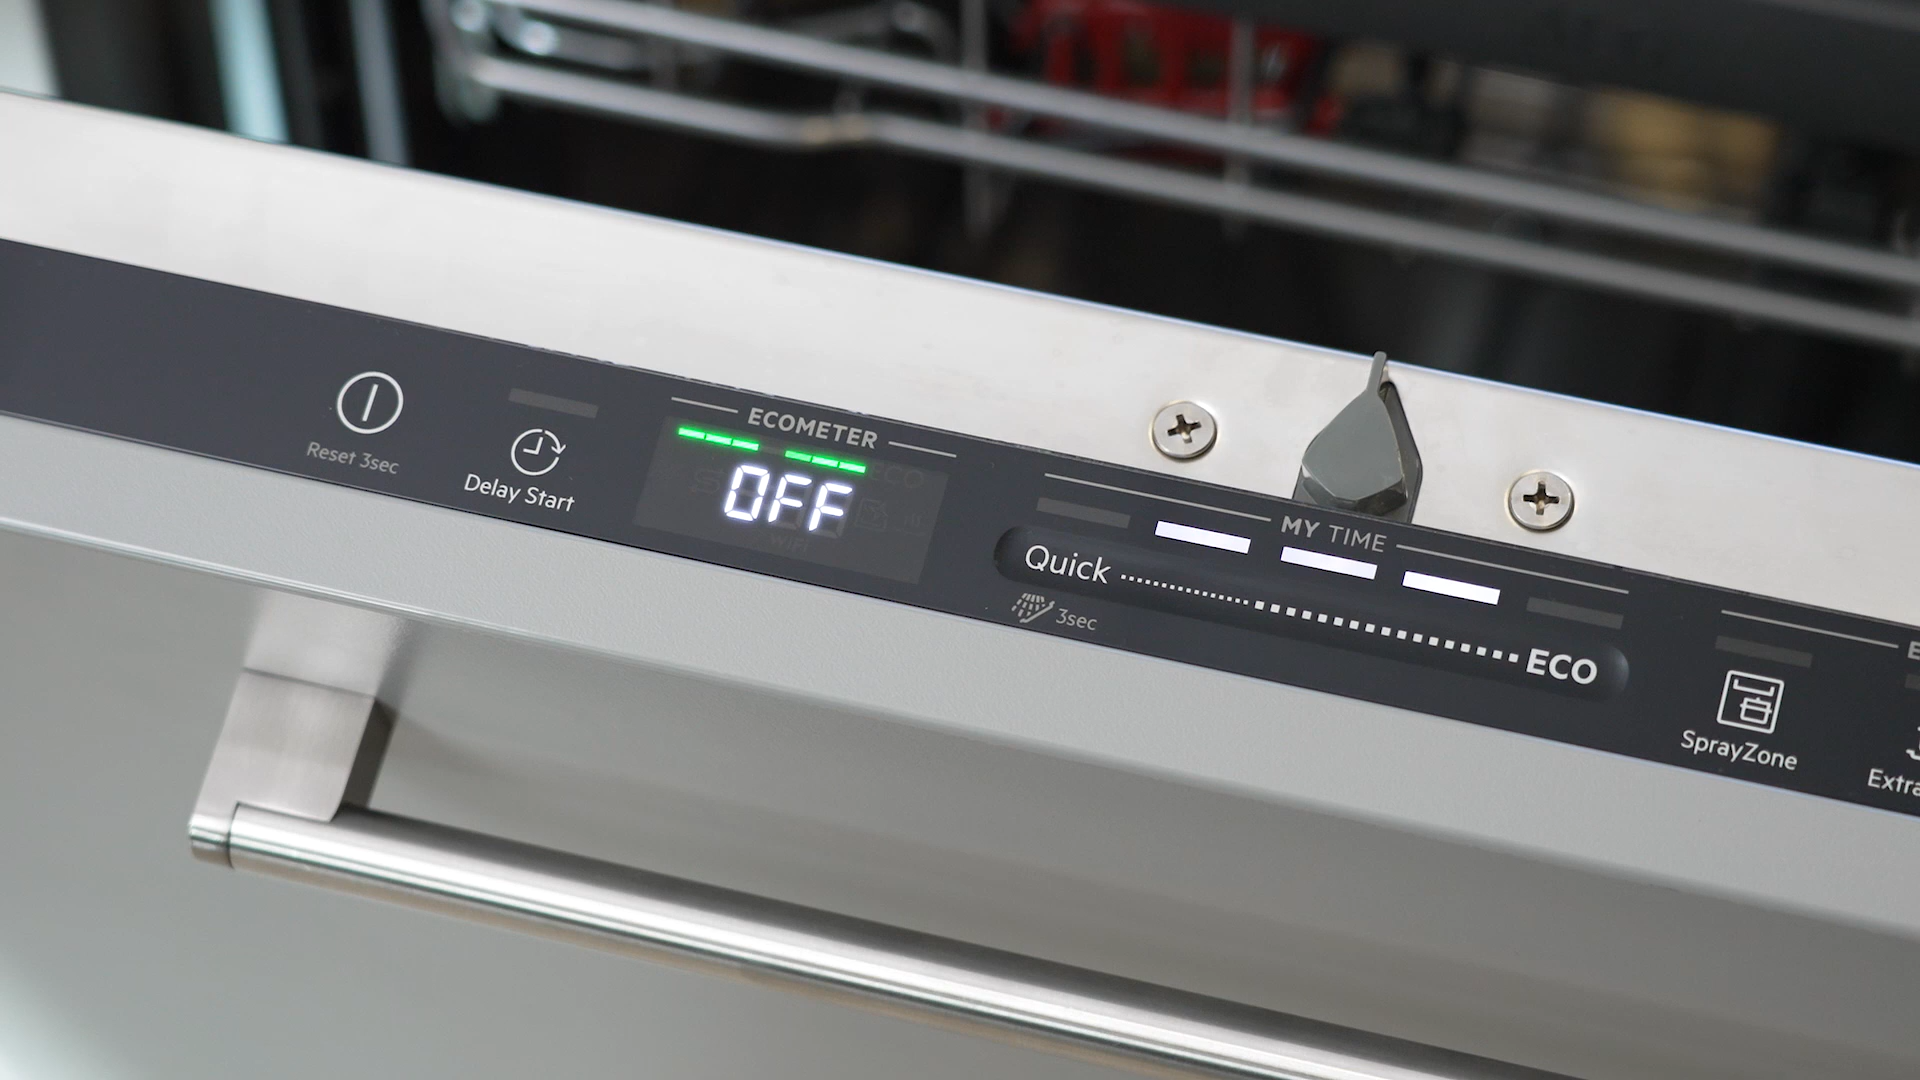 Reset 3sec
Delay Start
ECOMETER
OFF
MY TIME
Quick
ECO
3sec
SprayZone
Extra